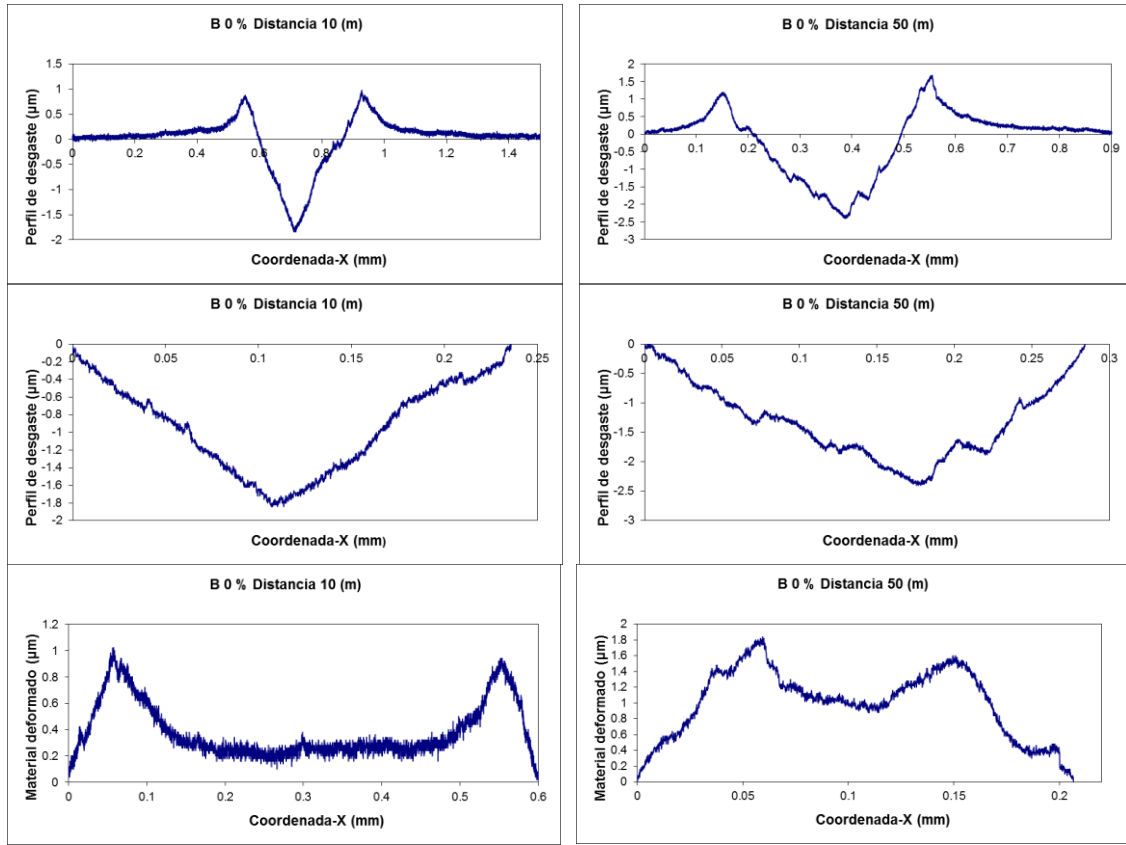 B 0 % Distancia 10 (m)
Perfil de desgaste (µm)
1.5
1
0.5
0
-0.5
-1
-1.5
-2
0 0.2 0.4 0.6 0.8 1 1.2 1.4
Coordenada-X (mm)
B 0 % Distancia 50 (m)
Perfil de desgaste (µm)
2
1.5
1
0.5
0
-0.5
-1
-1.5
-2
-2.5
-3
0 0.1 0.2 0.3 0.4 0.5 0.6 0.7 0.8 0.9
Coordenada-X (mm)
B 0 % Distancia 10 (m)
Perfil de desgaste (µm)
0
-0.2
-0.4
-0.6
-0.8
-1
-1.2
-1.4
-1.6
-1.8
-2
0 0.05 0.1 0.15 0.2 0.25
Coordenada-X (mm)
B 0 % Distancia 50 (m)
Perfil de desgaste (µm)
0
-0.5
-1
-1.5
-2
-2.5
-3
0 0.05 0.1 0.15 0.2 0.25 0.3
Coordenada-X (mm)
B 0 % Distancia 10 (m)
Material deformado (µm)
1.2
1
0.8
0.6
0.4
0.2
0
0 0.1 0.2 0.3 0.4 0.5 0.6
Coordenada-X (mm)
B 0 % Distancia 50 (m)
Material deformado (µm)
2
1.8
1.6
1.4
1.2
1
0.8
0.6
0.4
0.2
0
0 0.05 0.1 0.15 0.2
Coordenada-X (mm)